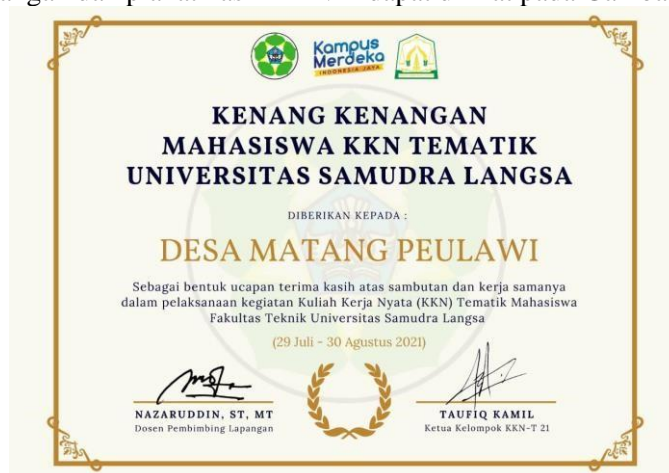 Kampus
Merdeka
INDONESIA JAYA
KENANG KENANGAN
MAHASISWA KKN TEMATIK
UNIVERSITAS SAMUDRA LANGSA
DIBERIKAN KEPADA :
DESA MATANG PEULAWI
Sebagai bentuk ucapan terima kasih atas sambutan dan kerja samanya
dalam pelaksanaan kegiatan Kuliah Kerja Nyata (KKN) Tematik Mahasiswa
Fakultas Teknik Universitas Samudra Langsa
(29 Juli - 30 Agustus 2021)
NAZARUDDIN, ST, MT
Dosen Pembimbing Lapangan
TAUFIQ KAMIL
Ketua Kelompok KKN-T 21